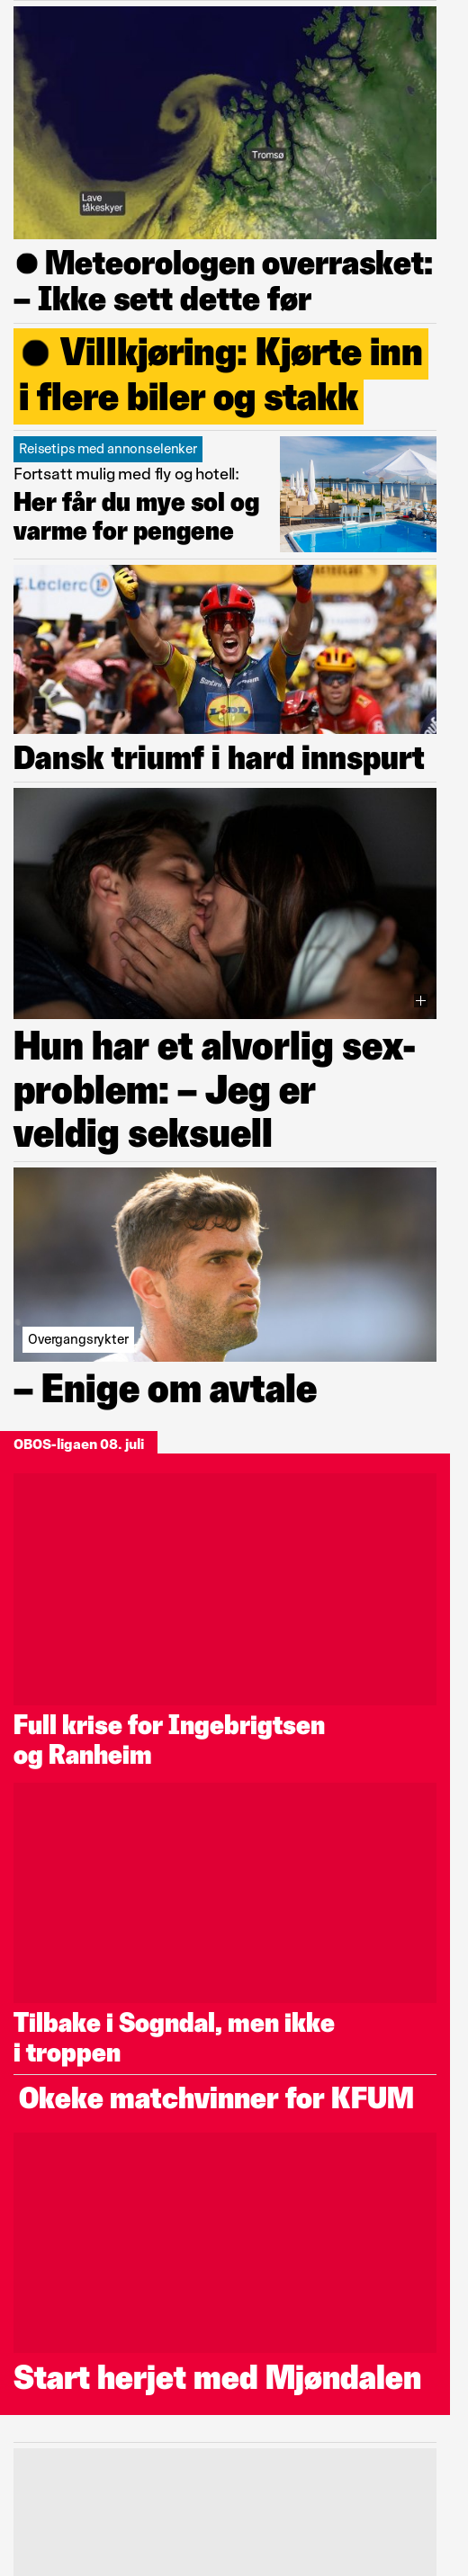 Tromsø
Lave
tåkeskyer
Meteorologen overrasket:
– Ikke sett dette før
Villkjøring: Kjørte inn
i flere biler og stakk
Reisetips med annonselenker
Fortsatt mulig med fly og hotell:
Her får du mye sol og
varme for pengene
E.Leclerc
LIDL
Dansk triumf i hard innspurt
Hun har et alvorlig sex-
problem: – Jeg er
veldig seksuell
Overgangsrykter
– Enige om avtale
OBOS-ligaen 08. juli
Full krise for Ingebrigtsen
og Ranheim
Tilbake i Sogndal, men ikke
i troppen
Okeke matchvinner for KFUM
Start herjet med Mjøndalen